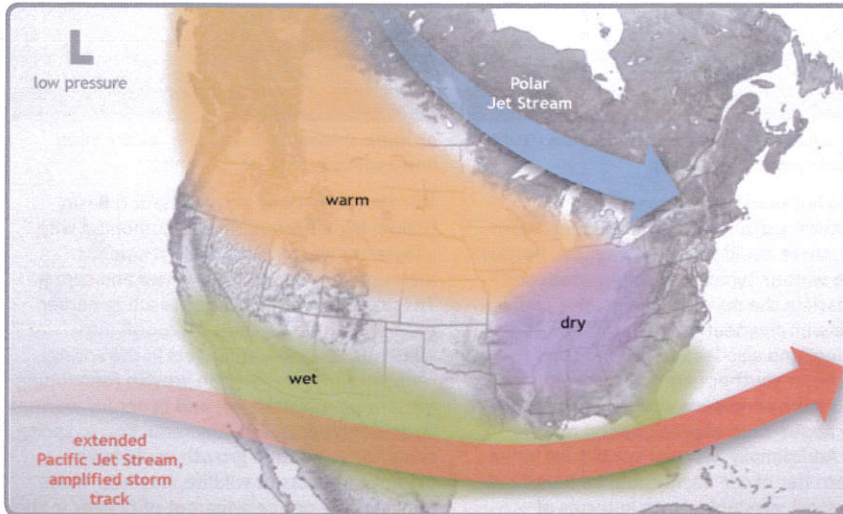 L
low pressure
Polar
Jet Stream
warm
dry
wet
extended
Pacific Jet Stream,
amplified storm
track